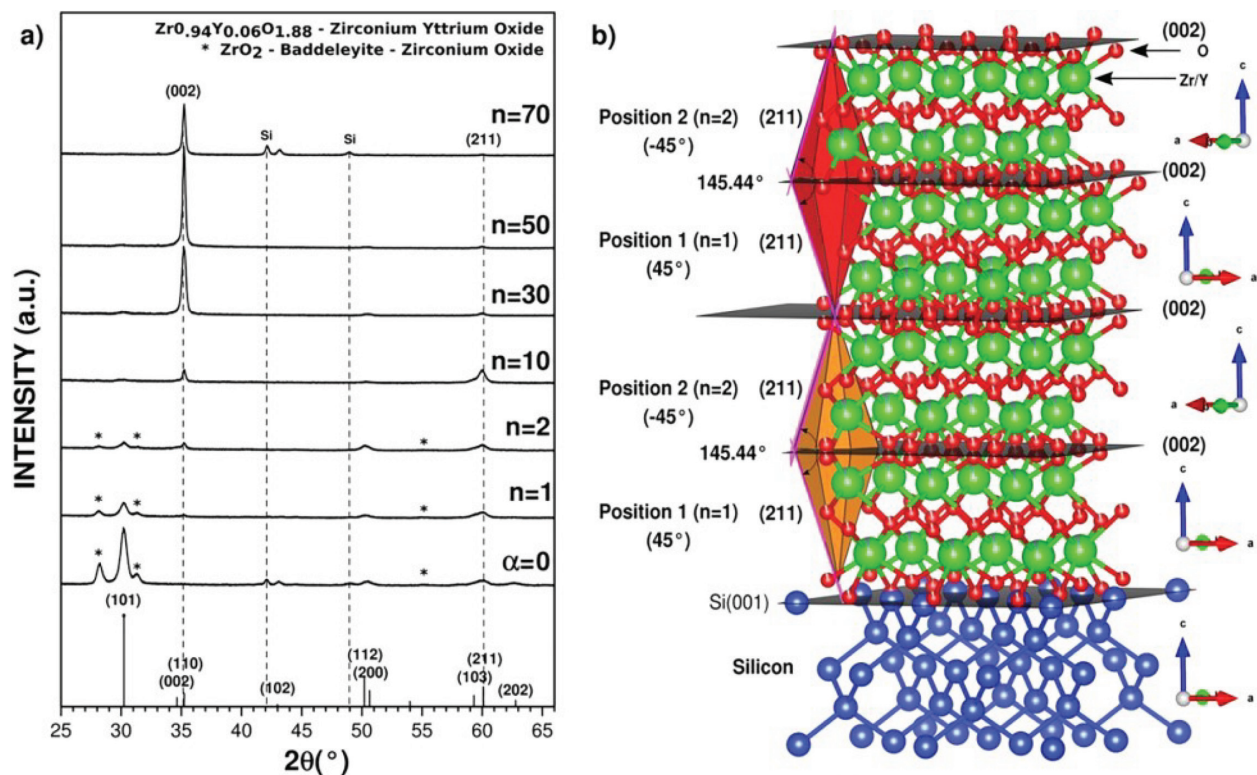 a)
Zr0.94Y0.06O1.88 - Zirconium Yttrium Oxide
* ZrO2 - Baddeleyite - Zirconium Oxide
(002)
n=70
Si
Si
(211)
n=50
n=30
n=10
n=2
* * *
n=1
* * *
α=0
* * *
(101)
(110)
(002)
(102)
(112)
(200)
(211)
(103)
(202)
25 30 35 40 45 50 55 60 65
2θ(°)
INTENSITY (a.u.)
b)
(002)
O
Zr/Y
c
a
b
Position 2 (n=2) (211)
(-45°)
145.44°
(002)
Position 1 (n=1) (211)
(45°)
c
a
(002)
Position 2 (n=2) (211)
(-45°)
c
a
b
145.44°
(002)
Position 1 (n=1) (211)
(45°)
c
a
Si(001)
Silicon
c
a